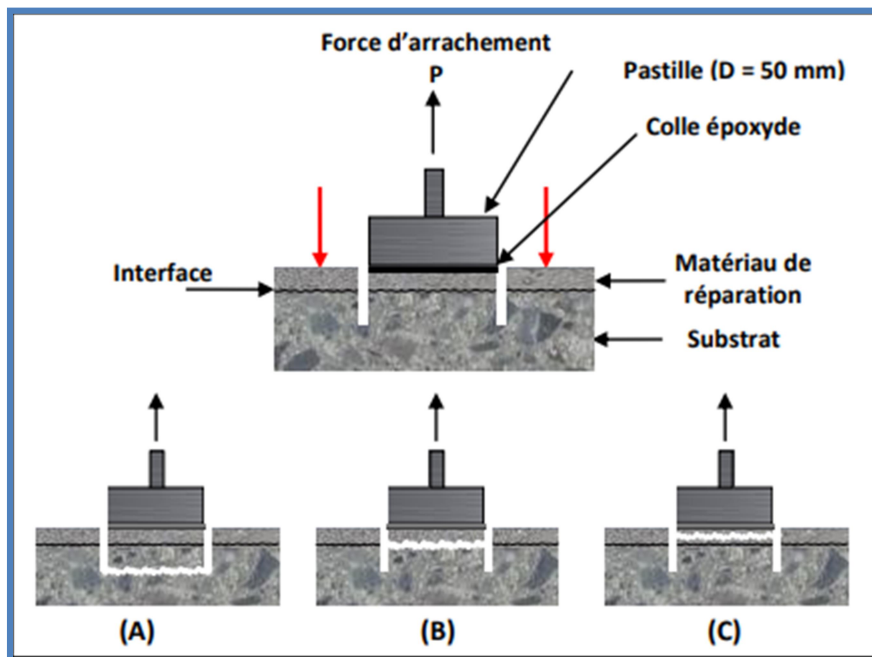 Force d'arrachement
P
Pastille (D = 50 mm)
Colle époxyde
Interface
Matériau de
réparation
Substrat
(A)
(B)
(C)